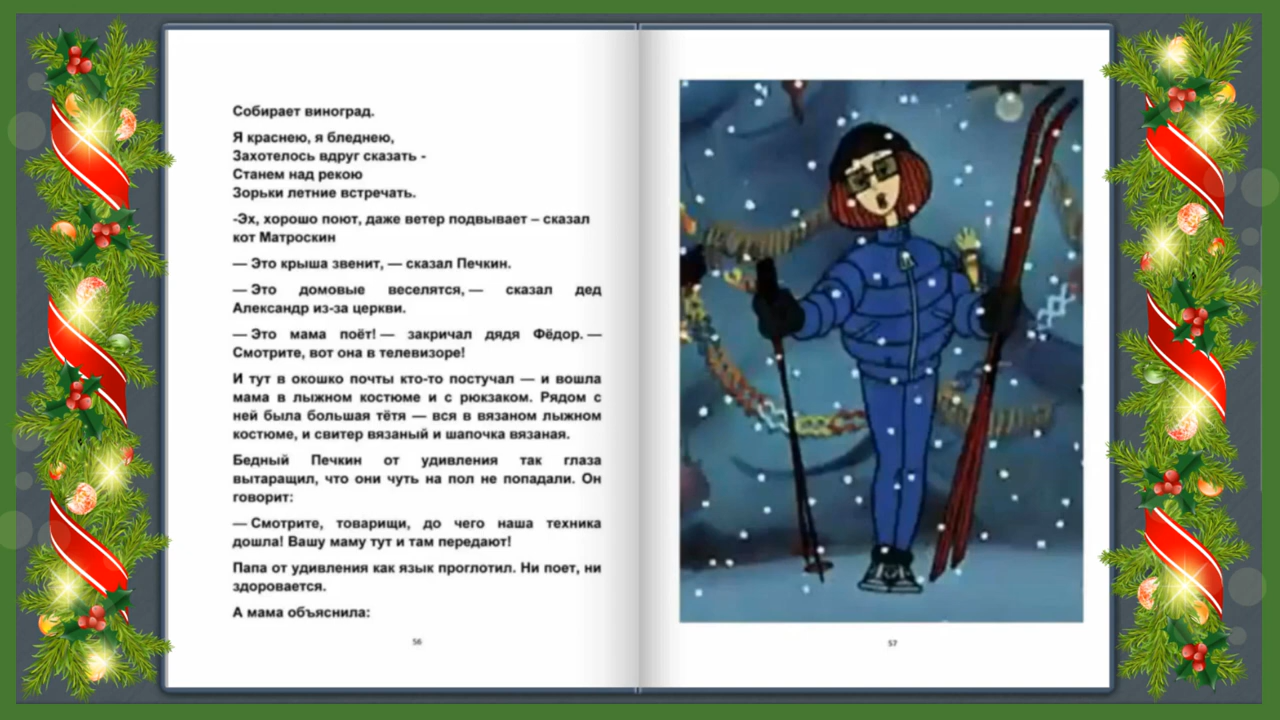 Собирает виноград.
Я краснею, я бледнею,
Захотелось вдруг сказать -
Станем над рекою
Зорьки летние встречать.
-Эх, хорошо поют, даже ветер подвывает – сказал
кот Матроскин
— Это крыша звенит, — сказал Печкин.
— Это домовые веселятся, — сказал дед
Александр из-за церкви.
— Это мама поёт! — закричал дядя Фёдор. —
Смотрите, вот она в телевизоре!
И тут в окошко почты кто-то постучал — и вошла
мама в лыжном костюме и с рюкзаком. Рядом с
ней была большая тётя — вся в вязаном лыжном
костюме, и свитер вязаный и шапочка вязаная.
Бедный Печкин от удивления так глаза
вытаращил, что они чуть на пол не попадали. Он
говорит:
— Смотрите, товарищи, до чего наша техника
дошла! Вашу маму тут и там передают!
Папа от удивления как язык проглотил. Ни поет, ни
здоровается.
А мама объяснила:
56
57